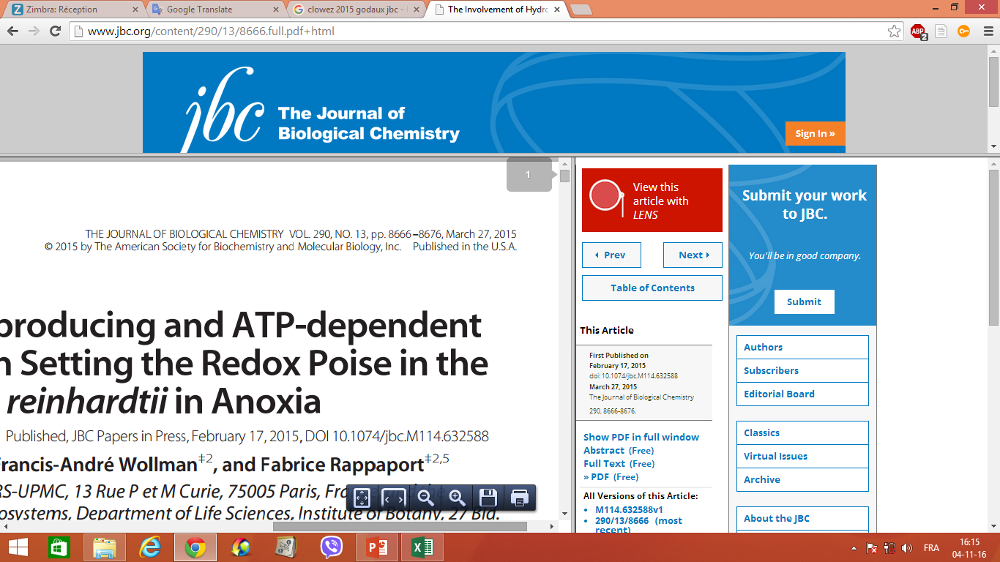 Zimbra: Réception
Google Translate
clowez 2015 godaux jbc -
The Involvement of Hydro
www.jbc.org/content/290/13/8666.full.pdf+html
ABP
2
jbc
The Journal of
Biological Chemistry
Sign In »
1
THE JOURNAL OF BIOLOGICAL CHEMISTRY VOL. 290, NO. 13, pp. 8666–8676, March 27, 2015
© 2015 by The American Society for Biochemistry and Molecular Biology, Inc. Published in the U.S.A.
producing and ATP-dependent
n Setting the Redox Poise in the
reinhardtii in Anoxia
Published, JBC Papers in Press, February 17, 2015, DOI 10.1074/jbc.M114.632588
Francis-André Wollman‡2, and Fabrice Rappaport‡2,5
RS-UPMC, 13 Rue P et M Curie, 75005 Paris,
osystems, Department of Life Sciences, Institute of Botany, 27 Bld.
View this
article with
LENS
Prev
Next
Table of Contents
This Article
First Published on
February 17, 2015
doi: 10.1074/jbc.M114.632588
March 27, 2015
The Journal of Biological Chemistry
290, 8666-8676.
Show PDF in full window
Abstract (Free)
Full Text (Free)
» PDF (Free)
All Versions of this Article:
M114.632588v1
290/13/8666 (most
recent)
Submit your work
to JBC.
You'll be in good company.
Submit
Authors
Subscribers
Editorial Board
Classics
Virtual Issues
Archive
About the JBC
FRA
16:15
04-11-16